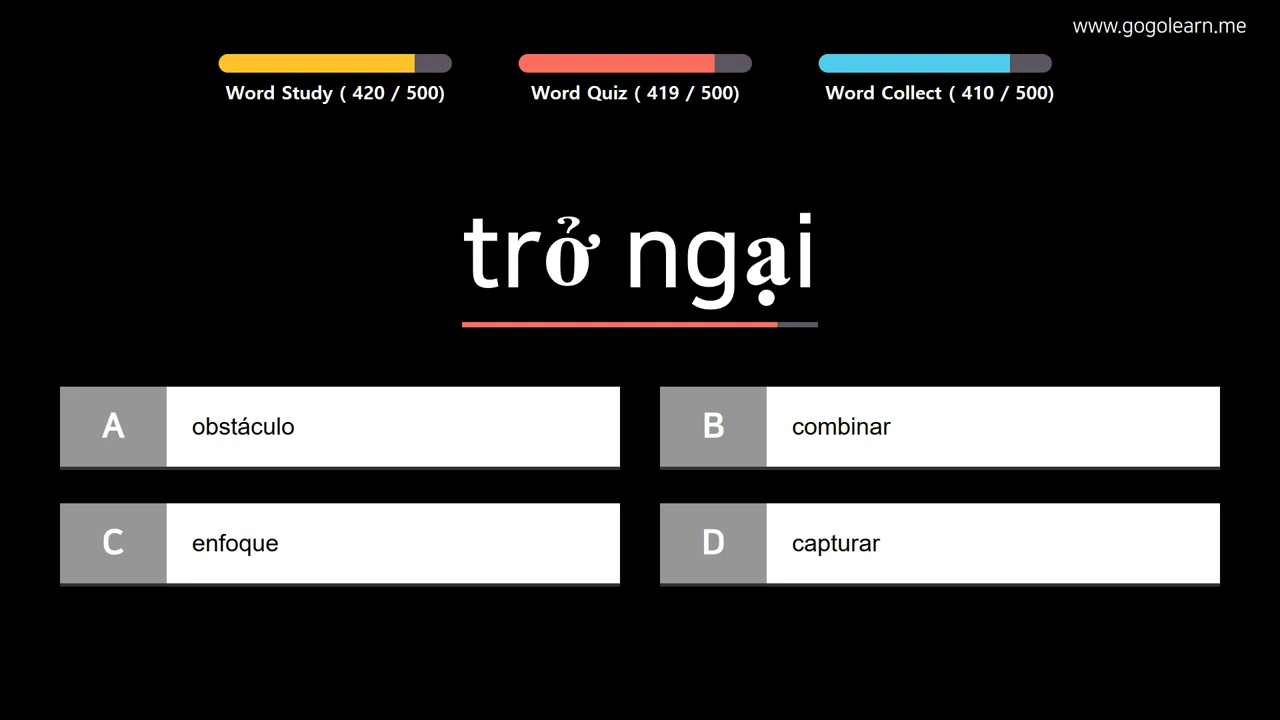 www.gogolearn.me
Word Study ( 420 / 500)
Word Quiz ( 419 / 500)
Word Collect ( 410 / 500)
trở ngại
A obstáculo
B combinar
C enfoque
D capturar